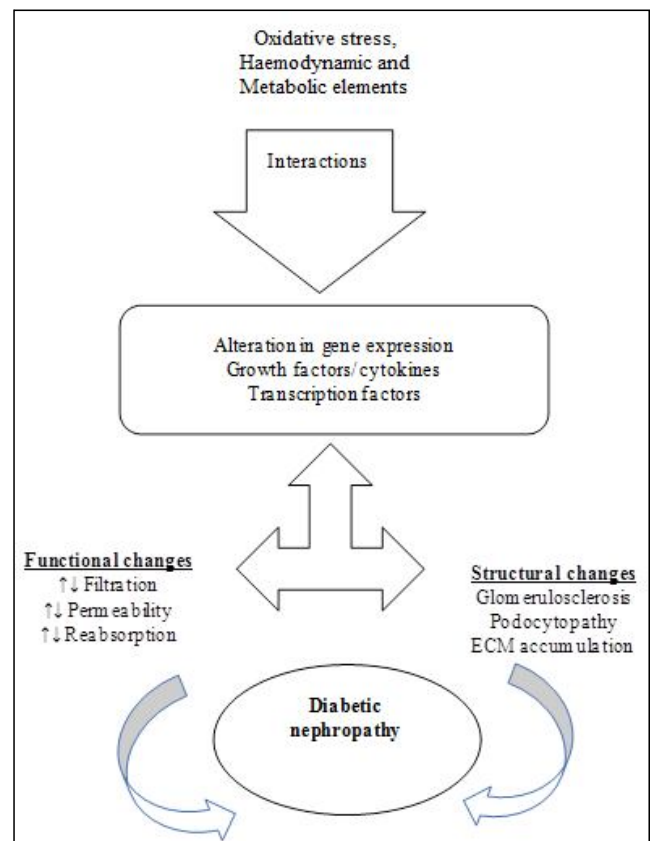 Oxidative stress,
Haemodynamic and
Metabolic elements
Interactions
Alteration in gene expression
Growth factors/cytokines
Transcription factors
Functional changes
↑↓ Filtration
↑↓ Permeability
↑↓ Reabsorption
Structural changes
Glomerulosclerosis
Podocytopathy
ECM accumulation
Diabetic
nephropathy